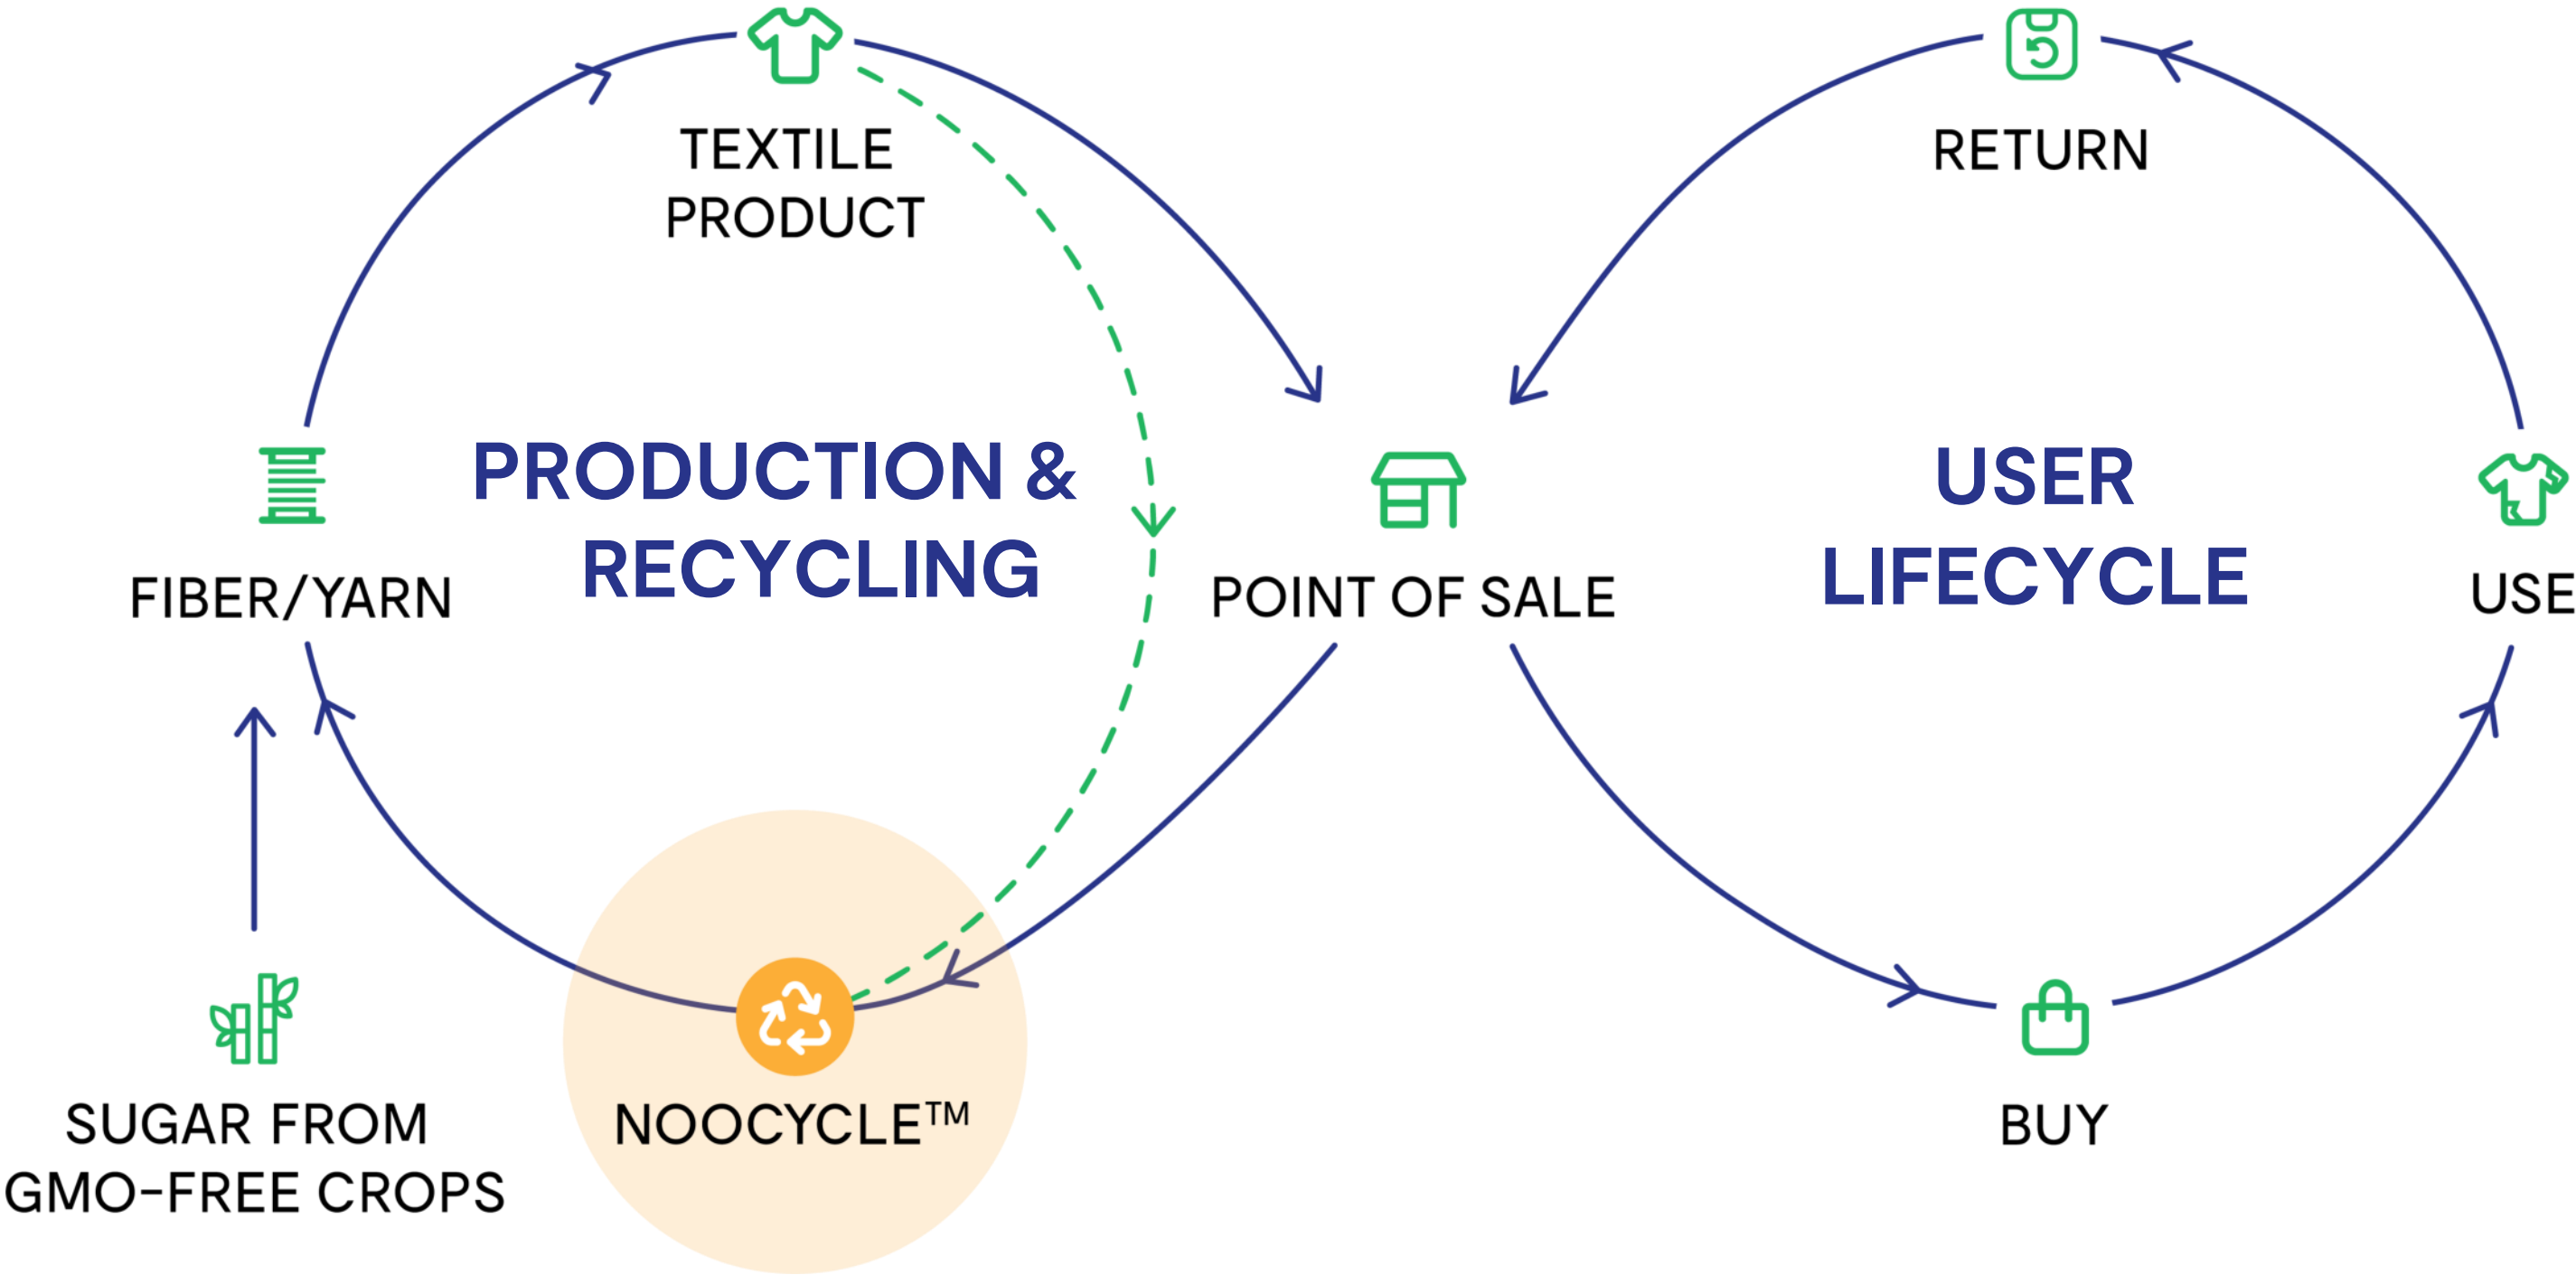 TEXTILE
PRODUCT
RETURN
PRODUCTION &
RECYCLING
USER
LIFECYCLE
FIBER/YARN
POINT OF SALE
USE
SUGAR FROM
GMO-FREE CROPS
NOOCYCLE™
BUY